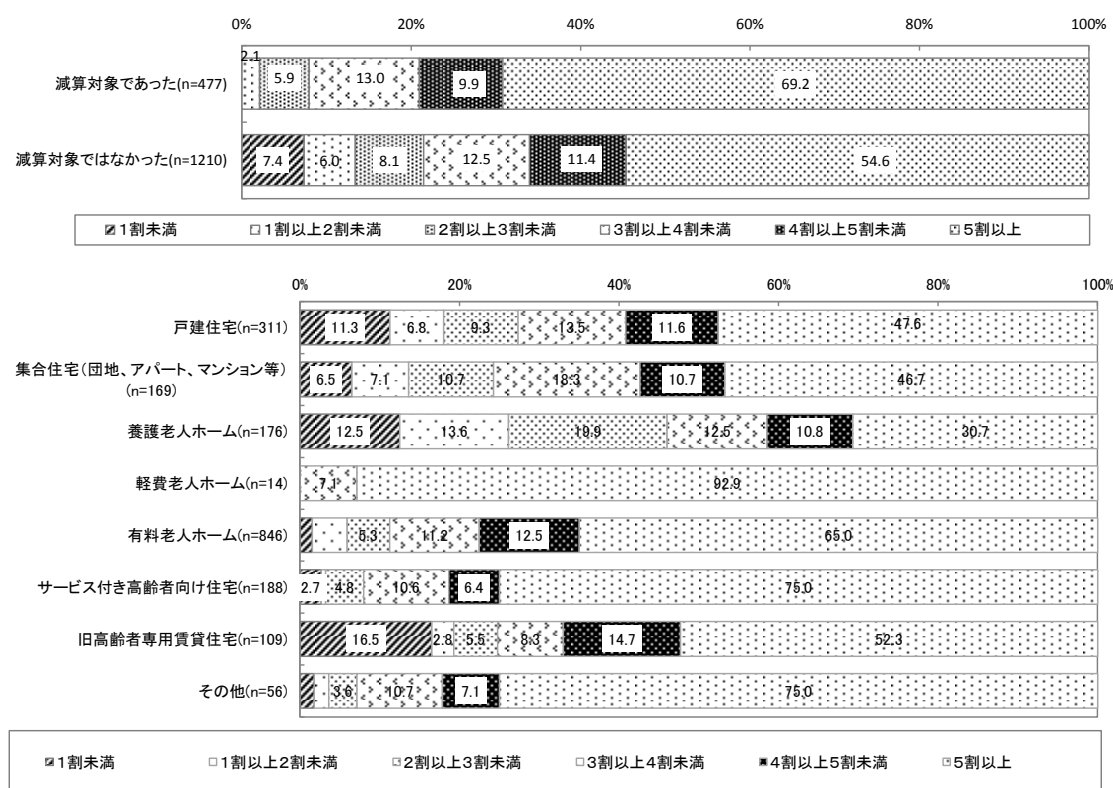 0% 20% 40% 60% 80% 100%
減算対象であった(n=477) 2.1 5.9 13.0 9.9 69.2
減算対象ではなかった(n=1210) 7.4 6.0 8.1 12.5 11.4 54.6
1割未満 1割以上2割未満 2割以上3割未満 3割以上4割未満 4割以上5割未満 5割以上
0% 20% 40% 60% 80% 100%
戸建住宅(n=311) 11.3 6.8 9.3 13.5 11.6 47.6
集合住宅(団地、アパート、マンション等)
(n=169) 6.5 7.1 10.7 18.3 10.7 46.7
養護老人ホーム(n=176) 12.5 13.6 19.9 12.5 10.8 30.7
軽費老人ホーム(n=14) 7.1 92.9
有料老人ホーム(n=846) 5.3 11.2 12.5 65.0
サービス付き高齢者向け住宅(n=188) 2.7 4.8 10.6 6.4 75.0
旧高齢者専用賃貸住宅(n=109) 16.5 2.8 5.5 8.3 14.7 52.3
その他(n=56) 3.6 10.7 7.1 75.0
1割未満 1割以上2割未満 2割以上3割未満 3割以上4割未満 4割以上5割未満 5割以上